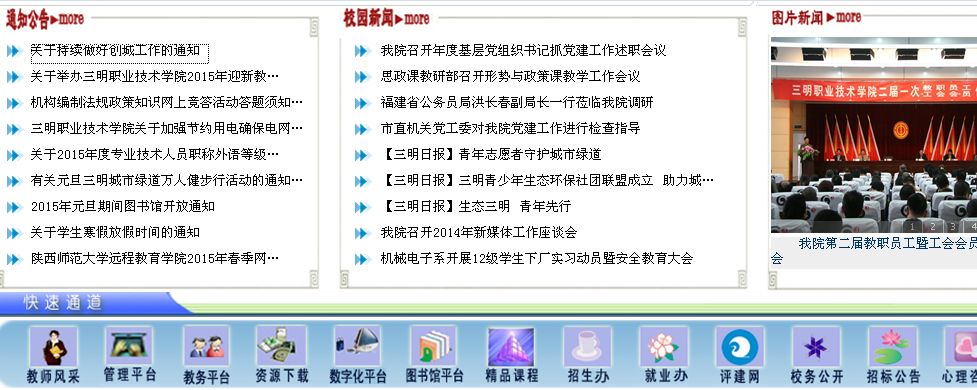 通知公告▶more
关于持续做好创城工作的通知
关于举办三明职业技术学院2015年迎新教…
机构编制法规政策知识网上竞答活动答题须知…
三明职业技术学院关于加强节约用电确保电网…
关于2015年度专业技术人员职称外语等级…
有关元旦三明城市绿道万人健步行活动的通知…
2015年元旦期间图书馆开放通知
关于学生寒假放假时间的通知
陕西师范大学远程教育学院2015年春季网…
校园新闻▶more
我院召开年度基层党组织书记抓党建工作述职会议
思政课教研部召开形势与政策课教学工作会议
福建省公务员局洪长春副局长一行莅临我院调研
市直机关党工委对我院党建工作进行检查指导
【三明日报】青年志愿者守护城市绿道
【三明日报】三明青少年生态环保社团联盟成立 助力城…
【三明日报】生态三明 青年先行
我院召开2014年新媒体工作座谈会
机械电子系开展12级学生下厂实习动员暨安全教育大会
图片新闻▶more
三明职业技术学院二届一次
1 2 3 4
我院第二届教职员工暨工会会员
会
快速通道
教师风采
管理平台
教务平台
资源下载
数字化平台
图书馆平台
精品课程
招生办
就业办
评建网
校务公开
招标公告
心理咨